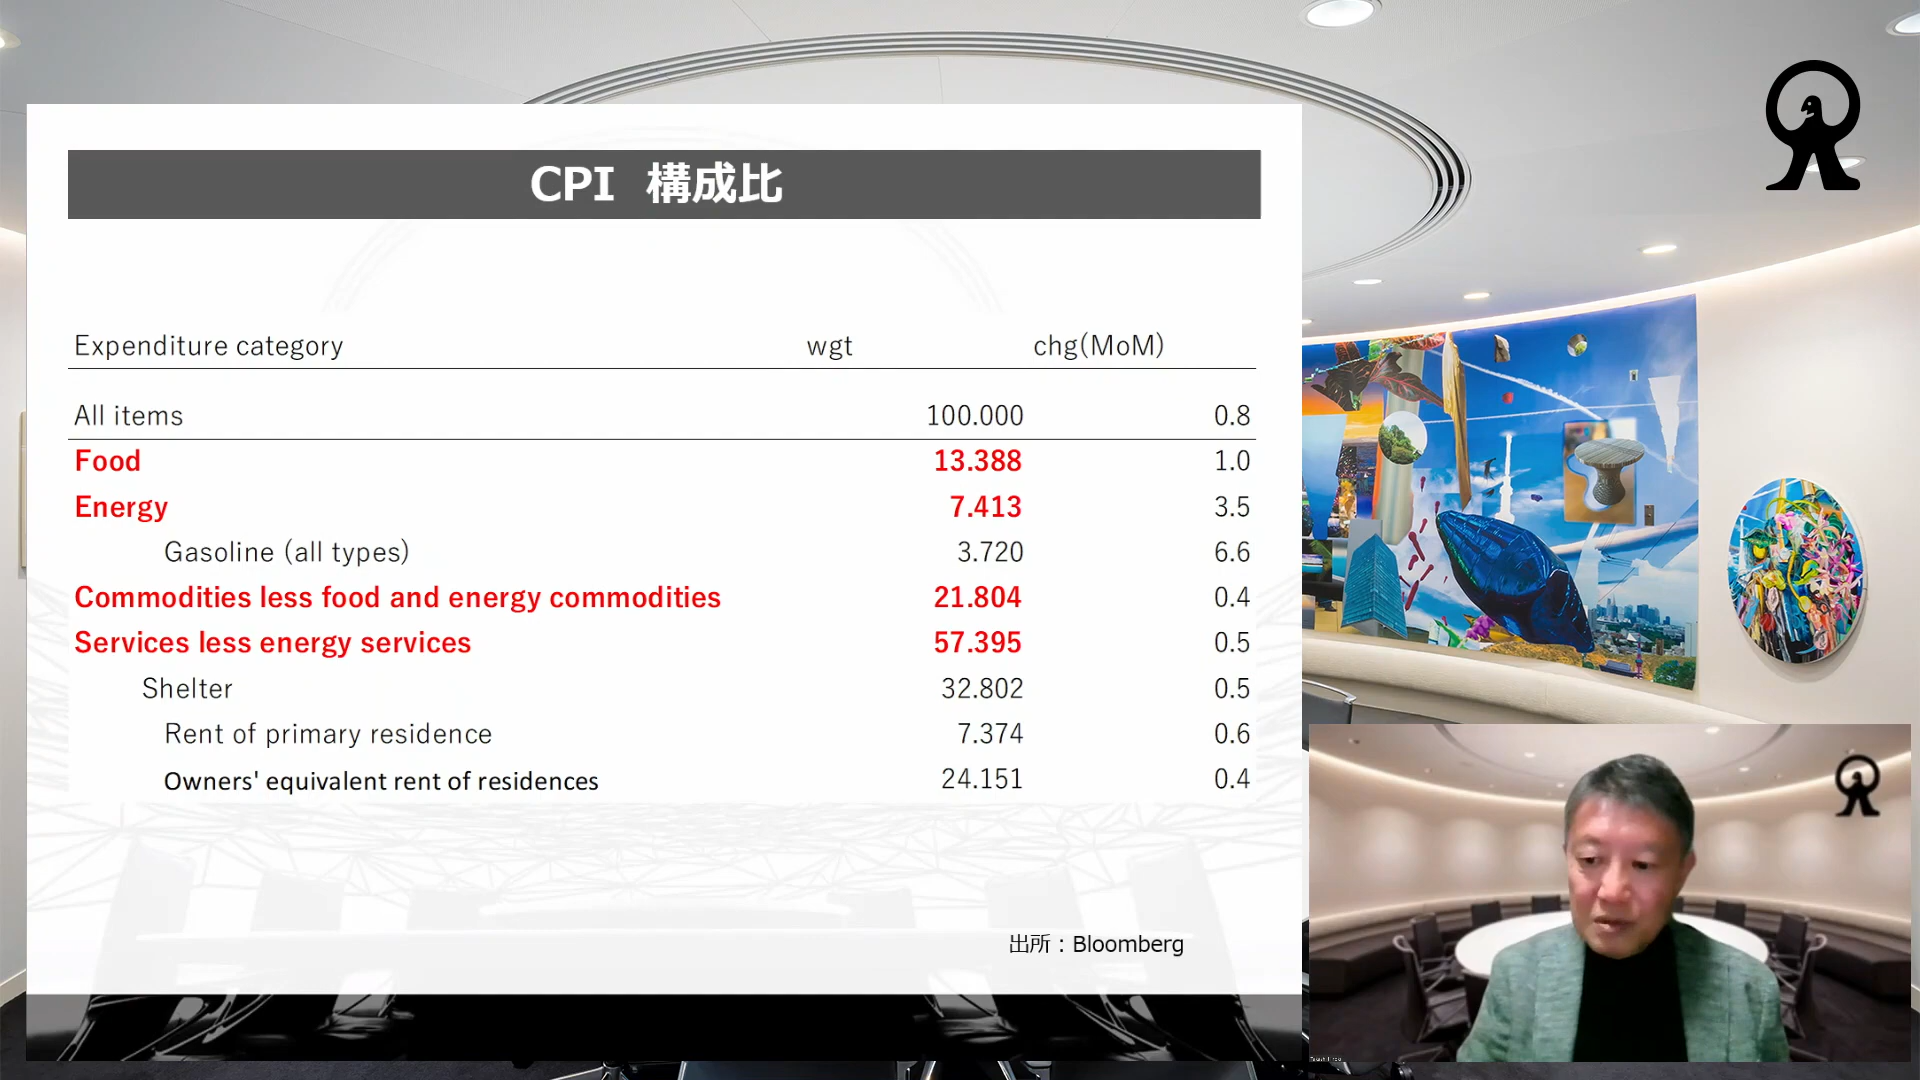 CPI 構成比
Expenditure category wgt chg(MoM)
All items 100.000 0.8
Food 13.388 1.0
Energy 7.413 3.5
Gasoline (all types) 3.720 6.6
Commodities less food and energy commodities 21.804 0.4
Services less energy services 57.395 0.5
Shelter 32.802 0.5
Rent of primary residence 7.374 0.6
Owners' equivalent rent of residences 24.151 0.4
出所：Bloomberg